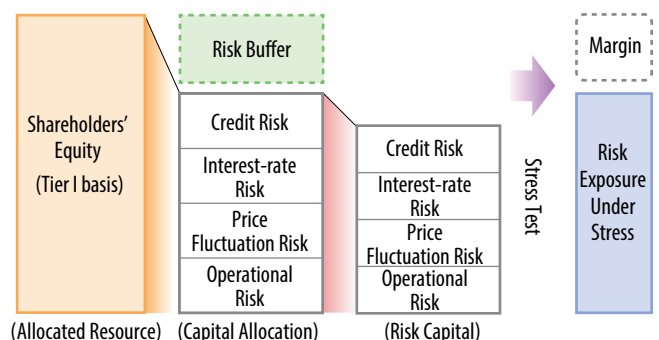 Shareholders'
Equity
(Tier I basis)
(Allocated Resource)
Risk Buffer
Credit Risk
Interest-rate
Risk
Price
Fluctuation Risk
Operational
Risk
(Capital Allocation)
Credit Risk
Interest-rate
Risk
Price
Fluctuation Risk
Operational
Risk
(Risk Capital)
Stress Test
Margin
Risk
Exposure
Under
Stress